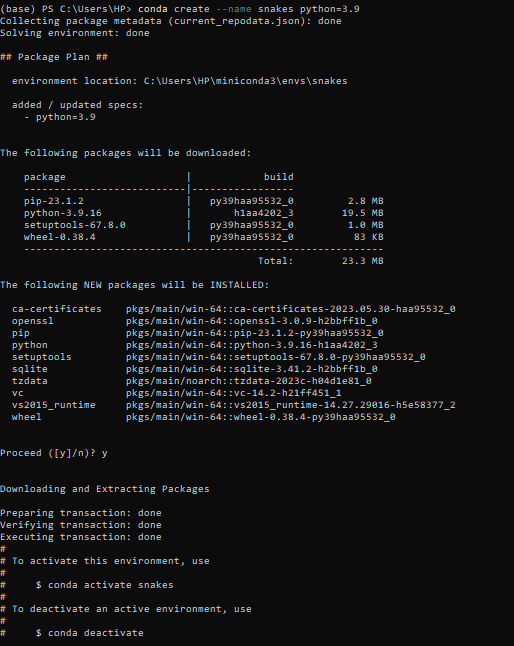 (base) PS C:\Users\HP> conda create --name snakes python=3.9
Collecting package metadata (current_repodata.json): done
Solving environment: done
## Package Plan ##
environment location: C:\Users\HP\miniconda3\envs\snakes
added / updated specs:
- python=3.9
The following packages will be downloaded:
package | build
---------------------------|-----------------
pip-23.1.2 | py39haa95532_0 2.8 MB
python-3.9.16 | h1aa4202_3 19.5 MB
setuptools-67.8.0 | py39haa95532_0 1.0 MB
wheel-0.38.4 | py39haa95532_0 83 KB
------------------------------------------------------------
Total: 23.3 MB
The following NEW packages will be INSTALLED:
ca-certificates pkgs/main/win-64::ca-certificates-2023.05.30-haa95532_0
openssl pkgs/main/win-64::openssl-3.0.9-h2bbff1b_0
pip pkgs/main/win-64::pip-23.1.2-py39haa95532_0
python pkgs/main/win-64::python-3.9.16-h1aa4202_3
setuptools pkgs/main/win-64::setuptools-67.8.0-py39haa95532_0
sqlite pkgs/main/win-64::sqlite-3.41.2-h2bbff1b_0
tzdata pkgs/main/noarch::tzdata-2023c-h04d1e81_0
vc pkgs/main/win-64::vc-14.2-h21ff451_1
vs2015_runtime pkgs/main/win-64::vs2015_runtime-14.27.29016-h5e58377_2
wheel pkgs/main/win-64::wheel-0.38.4-py39haa95532_0
Proceed ([y]/n)? y
Downloading and Extracting Packages
Preparing transaction: done
Verifying transaction: done
Executing transaction: done
#
# To activate this environment, use
#
# $ conda activate snakes
#
# To deactivate an active environment, use
#
# $ conda deactivate